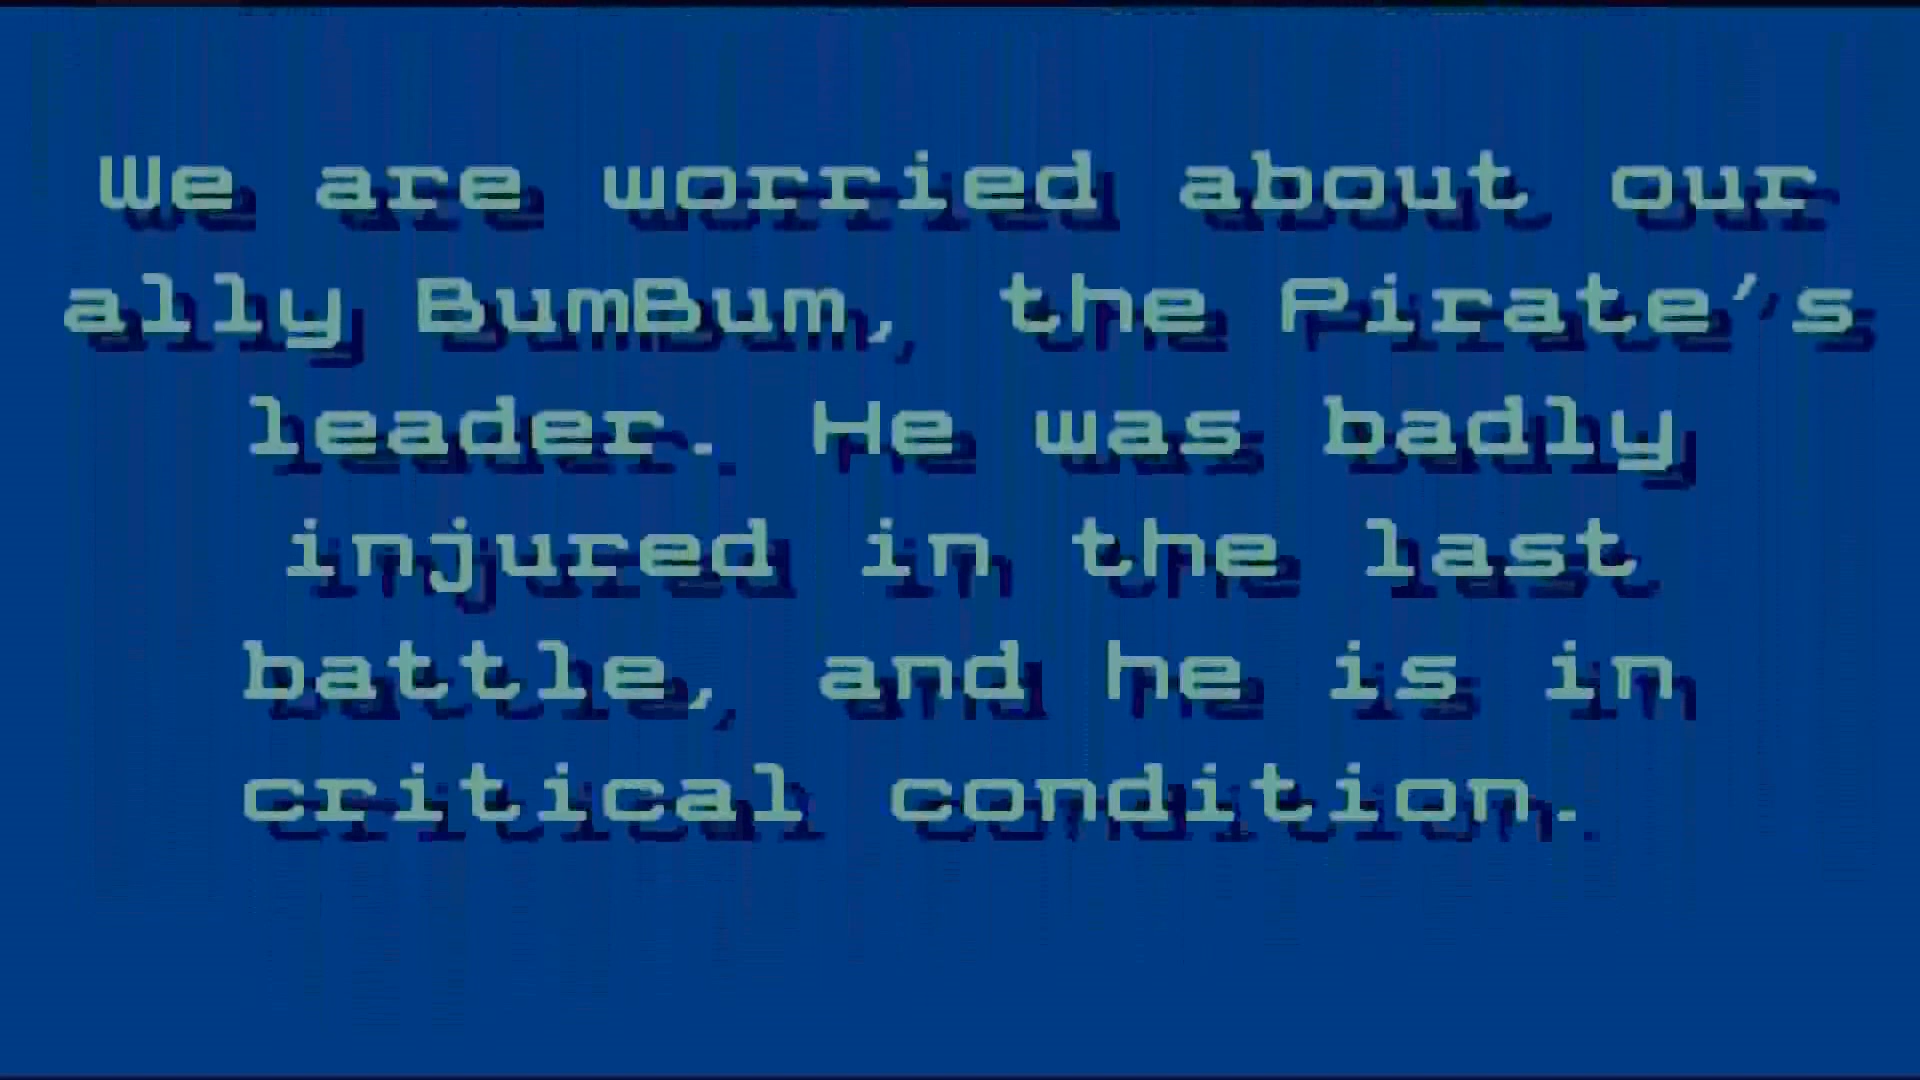 We are worried about our
ally BumBum, the Pirate's
leader. He was badly
injured in the last
battle, and he is in
critical condition.